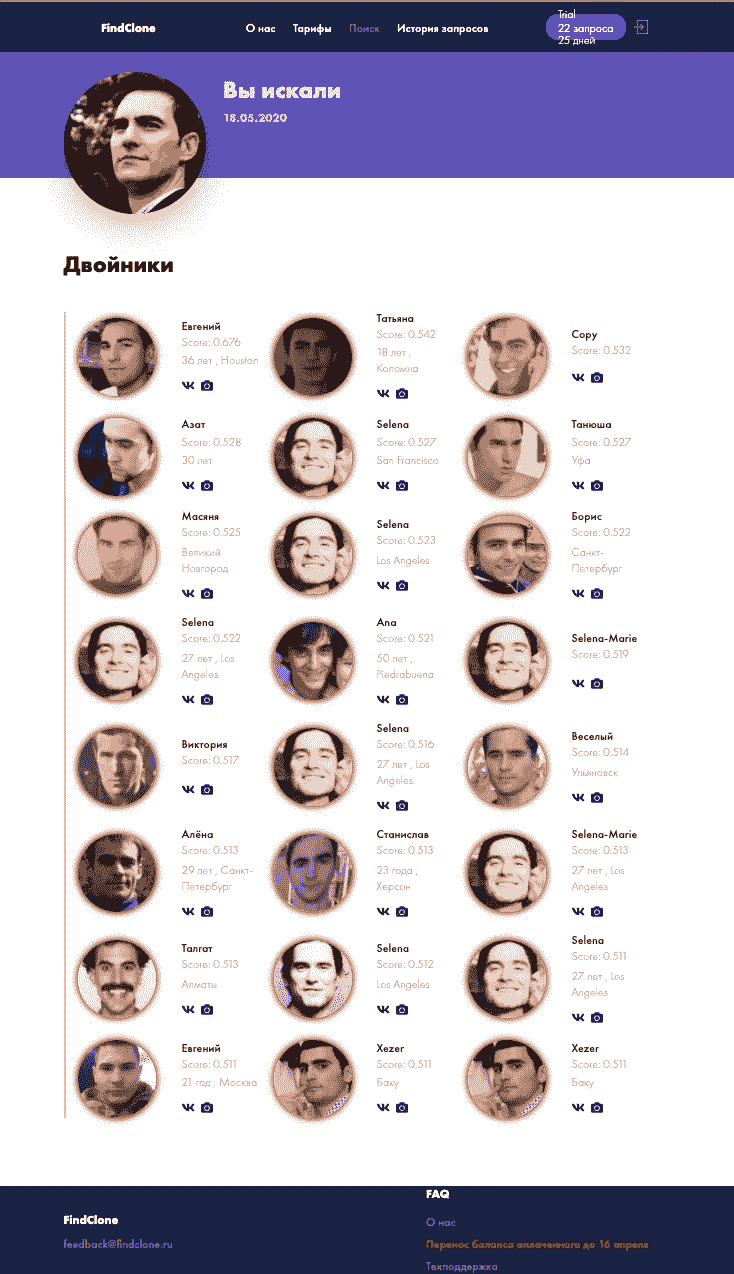 FindClone
О нас
Тарифы
Поиск
История запросов
Trial
22 запроса
25 дней
Вы искали
18.05.2020
Двойники
Евгений
Score: 0.676
36 лет , Houston
Татьяна
Score: 0.542
18 лет ,
Коломна
Copy
Score: 0.532
Азат
Score: 0.528
30 лет
Selena
Score: 0.527
San Francisco
Танюша
Score: 0.527
Уфа
Масяня
Score: 0.525
Великий
Новгород
Selena
Score: 0.523
Los Angeles
Борис
Score: 0.522
Санкт-
Петербург
Selena
Score: 0.522
27 лет , Los
Angeles
Ana
Score: 0.521
50 лет ,
Piedrabuena
Selena-Marie
Score: 0.519
Виктория
Score: 0.517
Selena
Score: 0.516
27 лет , Los
Angeles
Веселый
Score: 0.514
Ульяновск
Алёна
Score: 0.513
29 лет , Санкт-
Петербург
Станислав
Score: 0.513
23 года ,
Херсон
Selena-Marie
Score: 0.513
27 лет , Los
Angeles
Талгат
Score: 0.513
Алматы
Selena
Score: 0.512
Los Angeles
Selena
Score: 0.511
27 лет , Los
Angeles
Евгений
Score: 0.511
21 год , Москва
Xezer
Score: 0.511
Баку
Xezer
Score: 0.511
Баку
FindClone
feedback@findclone.ru
FAQ
О нас
Перенос баланса оплаченного до 16 апреля
Техподдержка